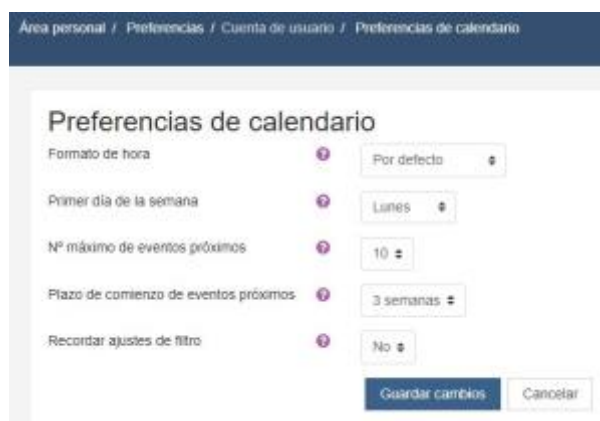 Área personal / Preferencias / Cuenta de usuario / Preferencias de calendario
Preferencias de calendario
Formato de hora ? Por defecto
Primer día de la semana ? Lunes
Nº máximo de eventos próximos ? 10
Plazo de comienzo de eventos próximos ? 3 semanas
Recordar ajustes de filtro ? No
Guardar cambios Cancelar